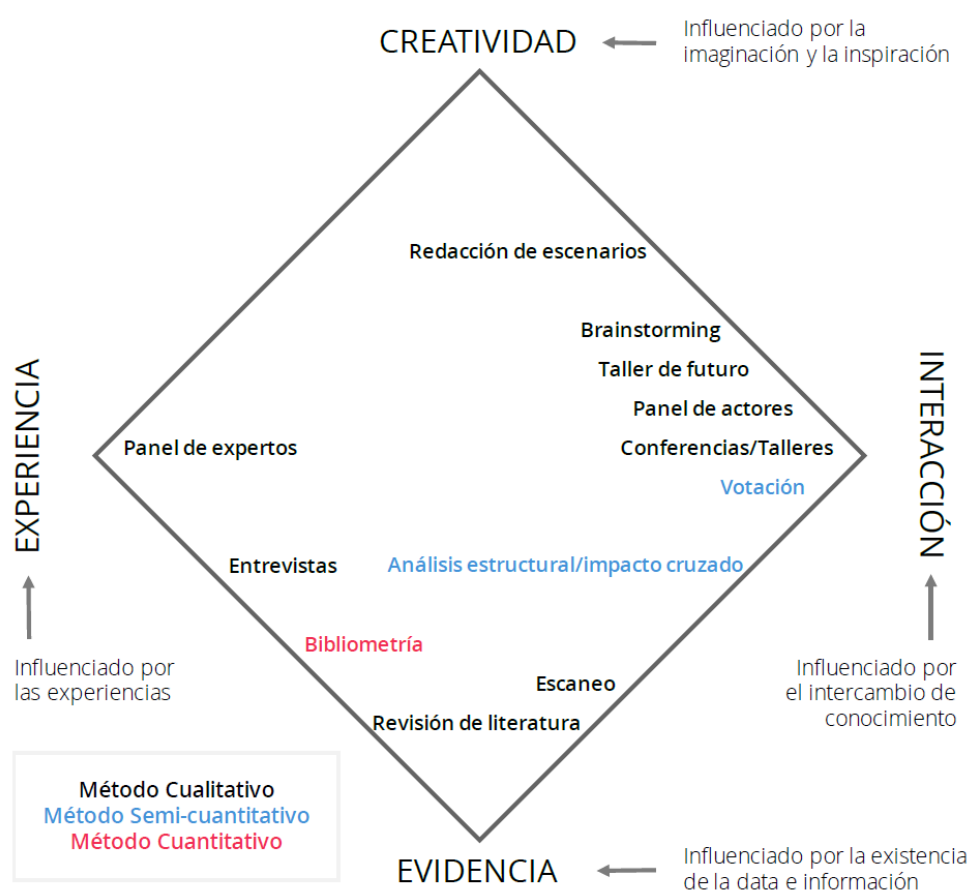 CREATIVIDAD
Influenciado por la
imaginación y la inspiración
Redacción de escenarios
Brainstorming
Taller de futuro
Panel de actores
Panel de expertos
Conferencias/Talleres
Votación
EXPERIENCIA
INTERACCIÓN
Entrevistas
Análisis estructural/impacto cruzado
Bibliometría
Influenciado por
las experiencias
Influenciado por
el intercambio de
conocimiento
Escaneo
Revisión de literatura
Método Cualitativo
Método Semi-cuantitativo
Método Cuantitativo
EVIDENCIA
Influenciado por la existencia
de la data e información